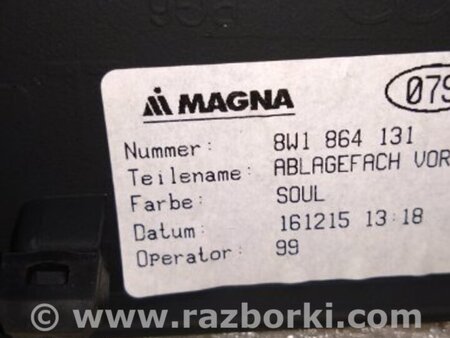 MAGNA
Nummer: 8W1 864 131
Teilename: ABLAGEFACH VOR
Farbe: SOUL
Datum: 161215 13:18
Operator: 99
© www.razborki.com